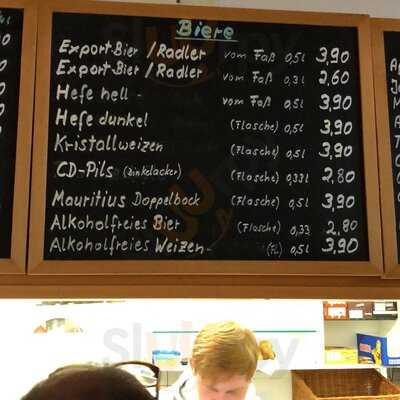 Biere
Export Bier / Radler vom Faß 0,5l 3,90
Export Bier / Radler vom Faß 0,3l 2,60
Hefe hell - vom Faß 0,5l 3,90
Hefe dunkel (Flasche) 0,5l 3,90
Kristallweizen (Flasche) 0,5l 3,90
CD-Pils (Dinkelacker) (Flasche) 0,33l 2,80
Mauritius Doppelbock (Flasche) 0,5l 3,90
Alkoholfreies Bier (Flasche) 0,33 2,80
Alkoholfreies Weizen - (Fl.) 0,5l 3,90